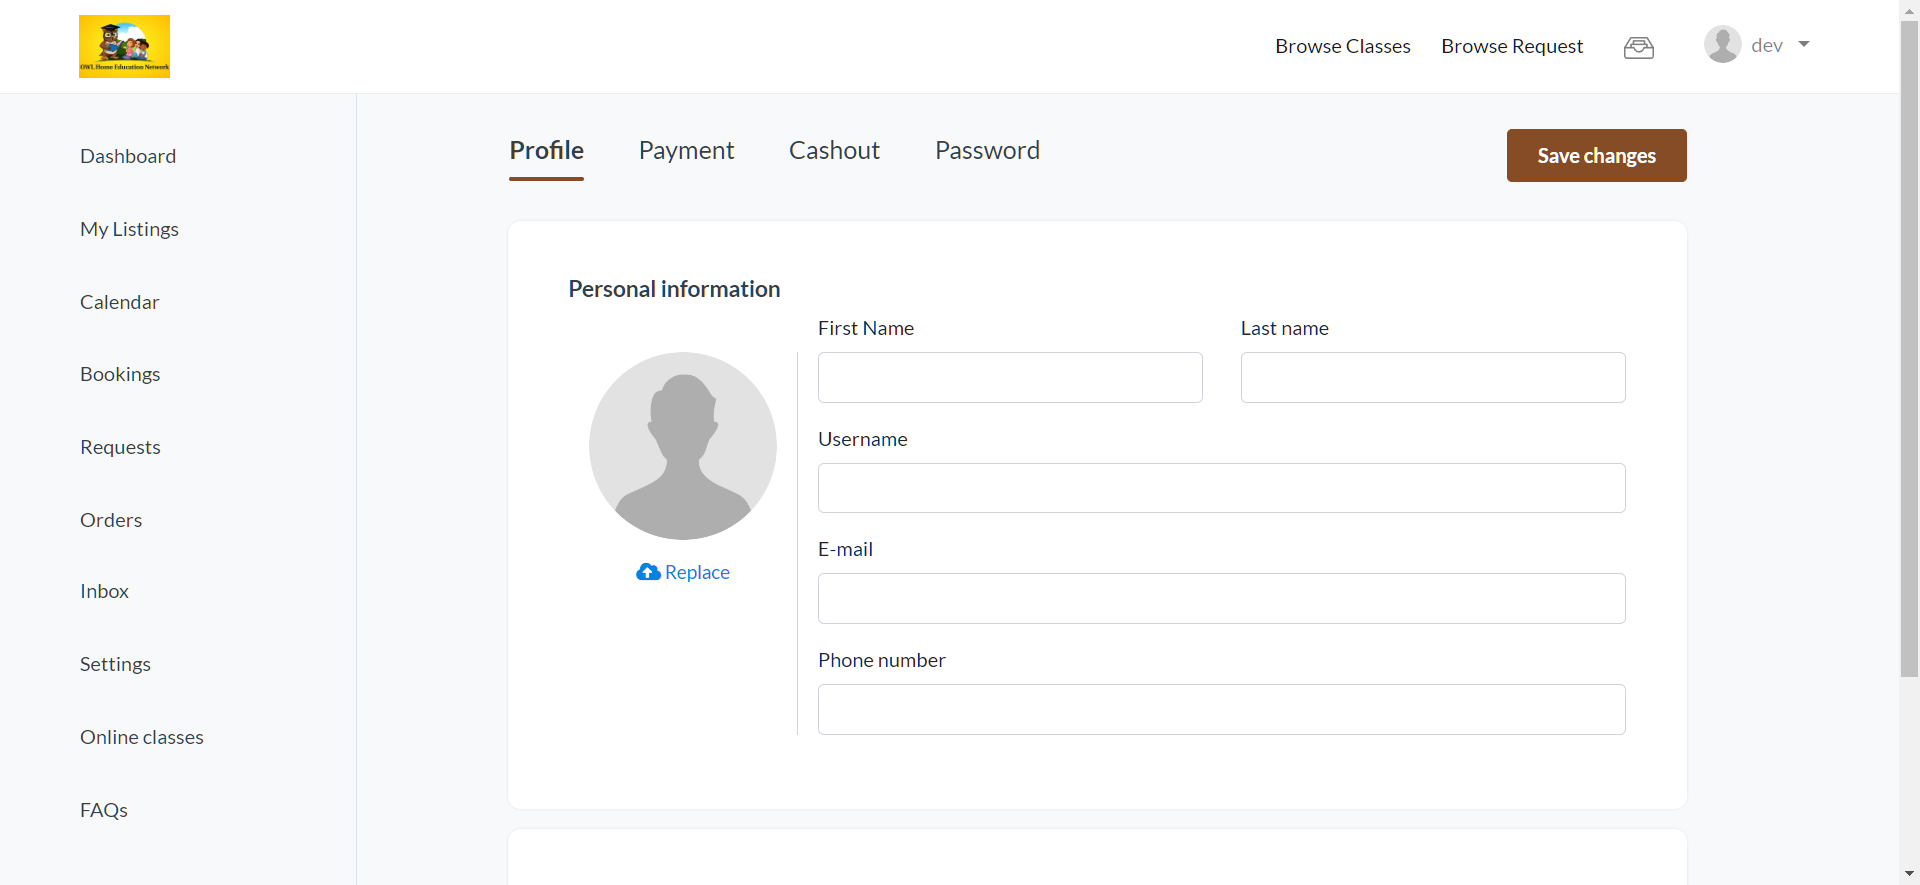 OWL Home Education Network
Browse Classes
Browse Request
dev
Dashboard
My Listings
Calendar
Bookings
Requests
Orders
Inbox
Settings
Online classes
FAQs
Profile
Payment
Cashout
Password
Save changes
Personal information
First Name
Last name
Username
E-mail
Phone number
Replace